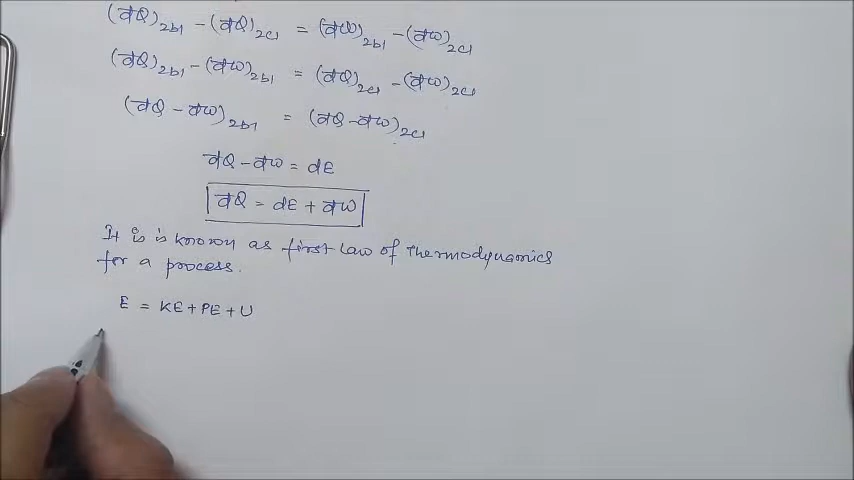 (đQ)₂b₁ − (đQ)₂c₁ = (đW)₂b₁ − (đW)₂c₁
(đQ)₂b₁ − (đW)₂b₁ = (đQ)₂c₁ − (đW)₂c₁
(đQ − đW)₂b₁ = (đQ − đW)₂c₁
đQ − đW = dE
đQ = dE + đW
It is is known as first law of Thermodynamics
for a process.
E = KE + PE + U